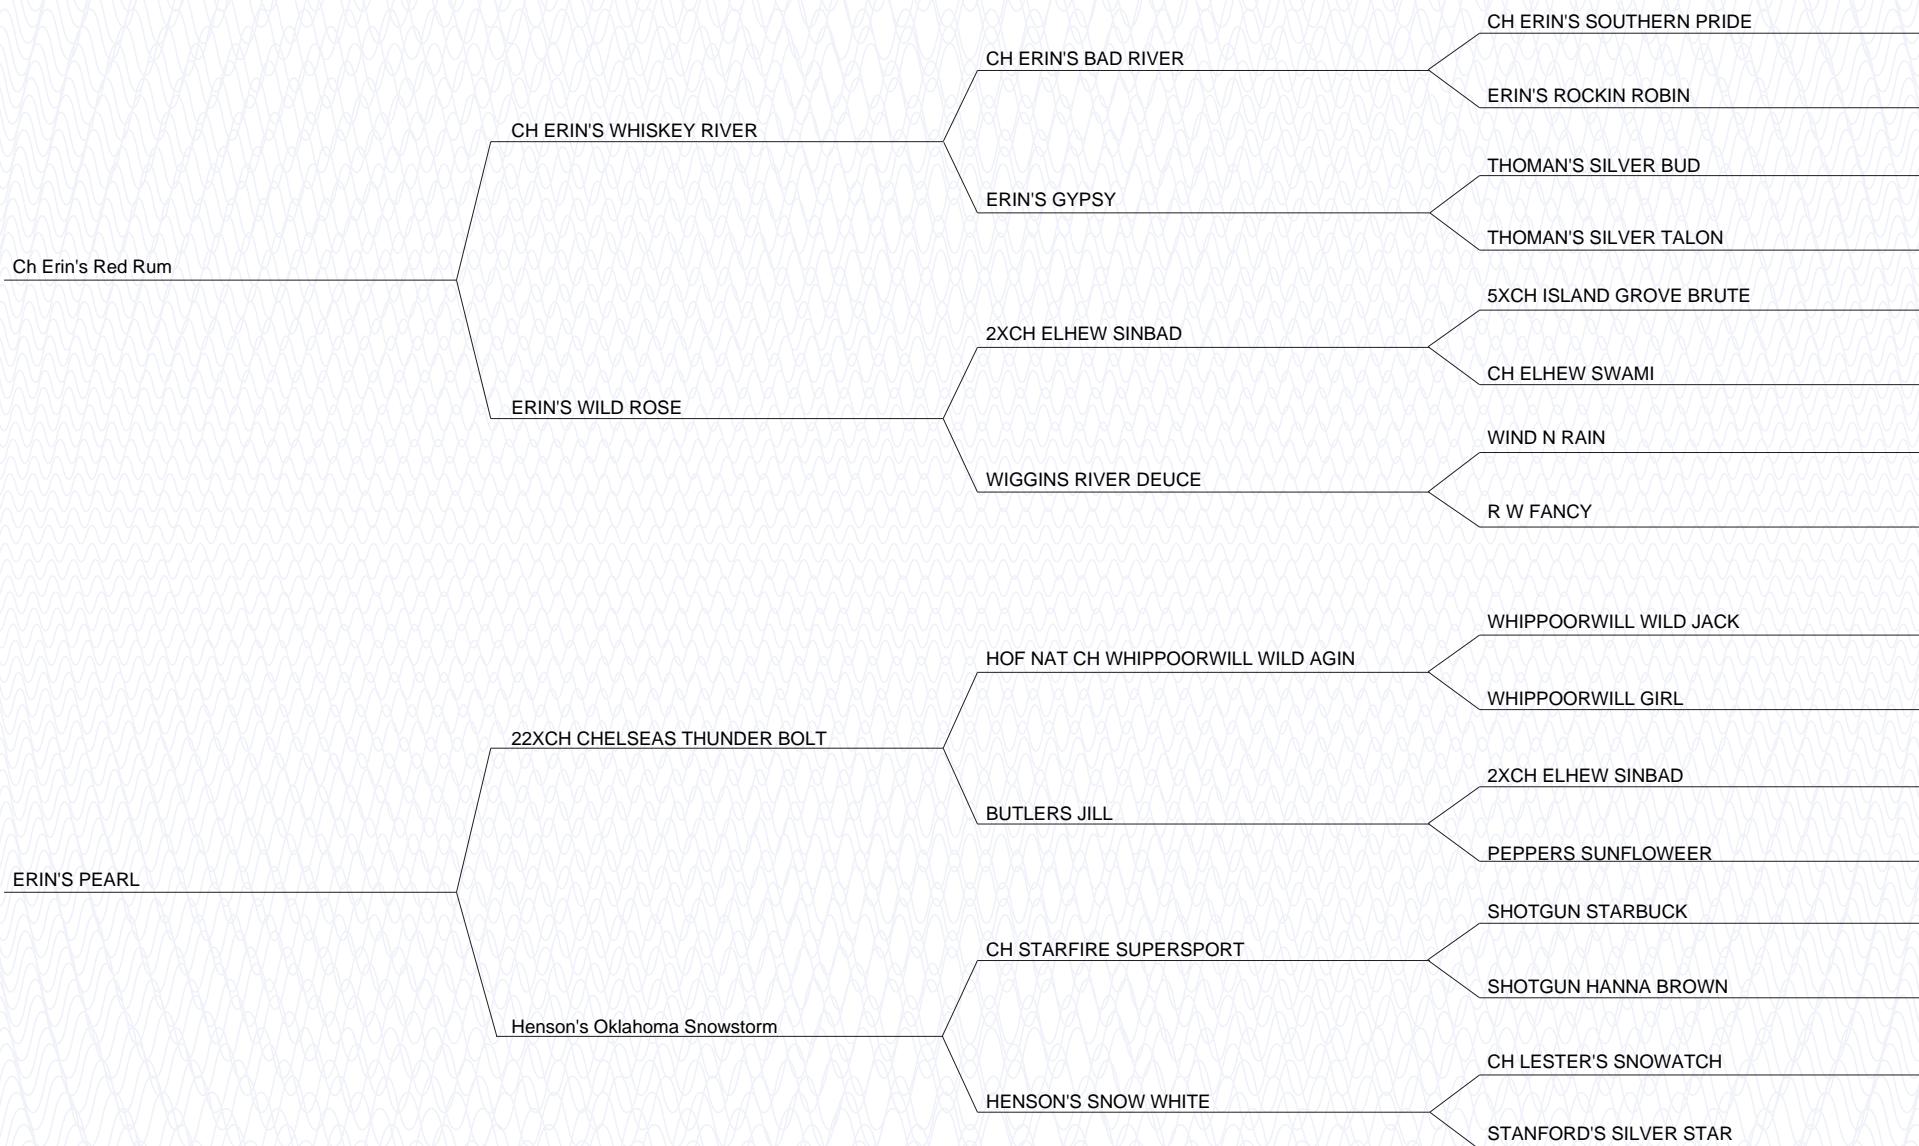 CH ERIN'S SOUTHERN PRIDE
CH ERIN'S BAD RIVER
ERIN'S ROCKIN ROBIN
CH ERIN'S WHISKEY RIVER
THOMAN'S SILVER BUD
ERIN'S GYPSY
THOMAN'S SILVER TALON
Ch Erin's Red Rum
5XCH ISLAND GROVE BRUTE
2XCH ELHEW SINBAD
CH ELHEW SWAMI
ERIN'S WILD ROSE
WIND N RAIN
WIGGINS RIVER DEUCE
R W FANCY
WHIPPOORWILL WILD JACK
HOF NAT CH WHIPPOORWILL WILD AGIN
WHIPPOORWILL GIRL
22XCH CHELSEAS THUNDER BOLT
2XCH ELHEW SINBAD
BUTLERS JILL
PEPPERS SUNFLOWEER
ERIN'S PEARL
SHOTGUN STARBUCK
CH STARFIRE SUPERSPORT
SHOTGUN HANNA BROWN
Henson's Oklahoma Snowstorm
CH LESTER'S SNOWATCH
HENSON'S SNOW WHITE
STANFORD'S SILVER STAR